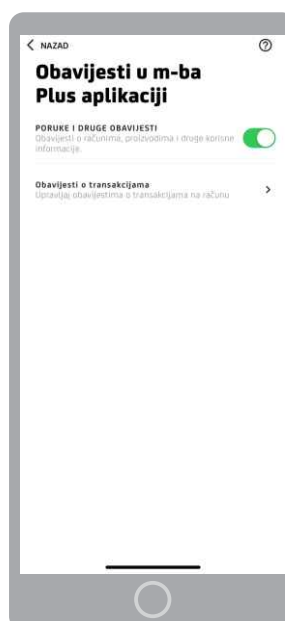 NAZAD
Obavijesti u m-ba
Plus aplikaciji
PORUKE I DRUGE OBAVIJESTI
Obavijesti o računima, proizvodima i druge korisne
informacije.
Obavijesti o transakcijama
Upravljaj obavijestima o transakcijama na računu